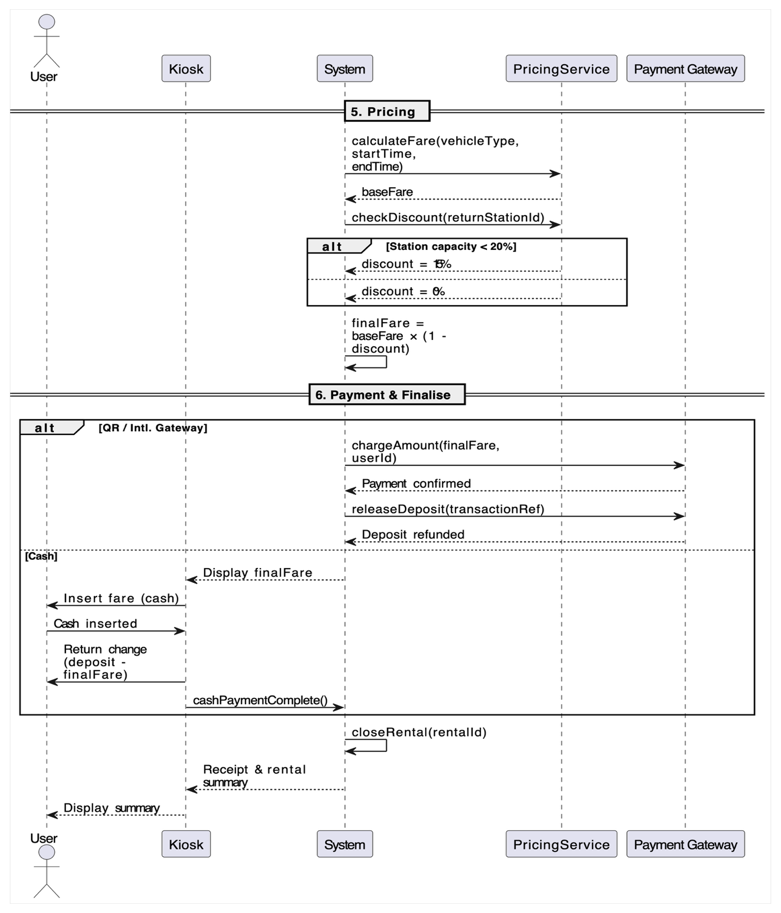 User
Kiosk
System
PricingService
Payment Gateway
5. Pricing
calculateFare(vehicleType,
startTime,
endTime)
baseFare
checkDiscount(returnStationId)
alt
[Station capacity < 20%]
discount = 15%
discount = 0%
finalFare =
baseFare × (1 -
discount)
6. Payment & Finalise
alt
[QR / Intl. Gateway]
chargeAmount(finalFare,
userId)
Payment confirmed
releaseDeposit(transactionRef)
Deposit refunded
[Cash]
Display finalFare
Insert fare (cash)
Cash inserted
Return change
(deposit -
finalFare)
cashPaymentComplete()
closeRental(rentalId)
Receipt & rental
summary
Display summary
User
Kiosk
System
PricingService
Payment Gateway